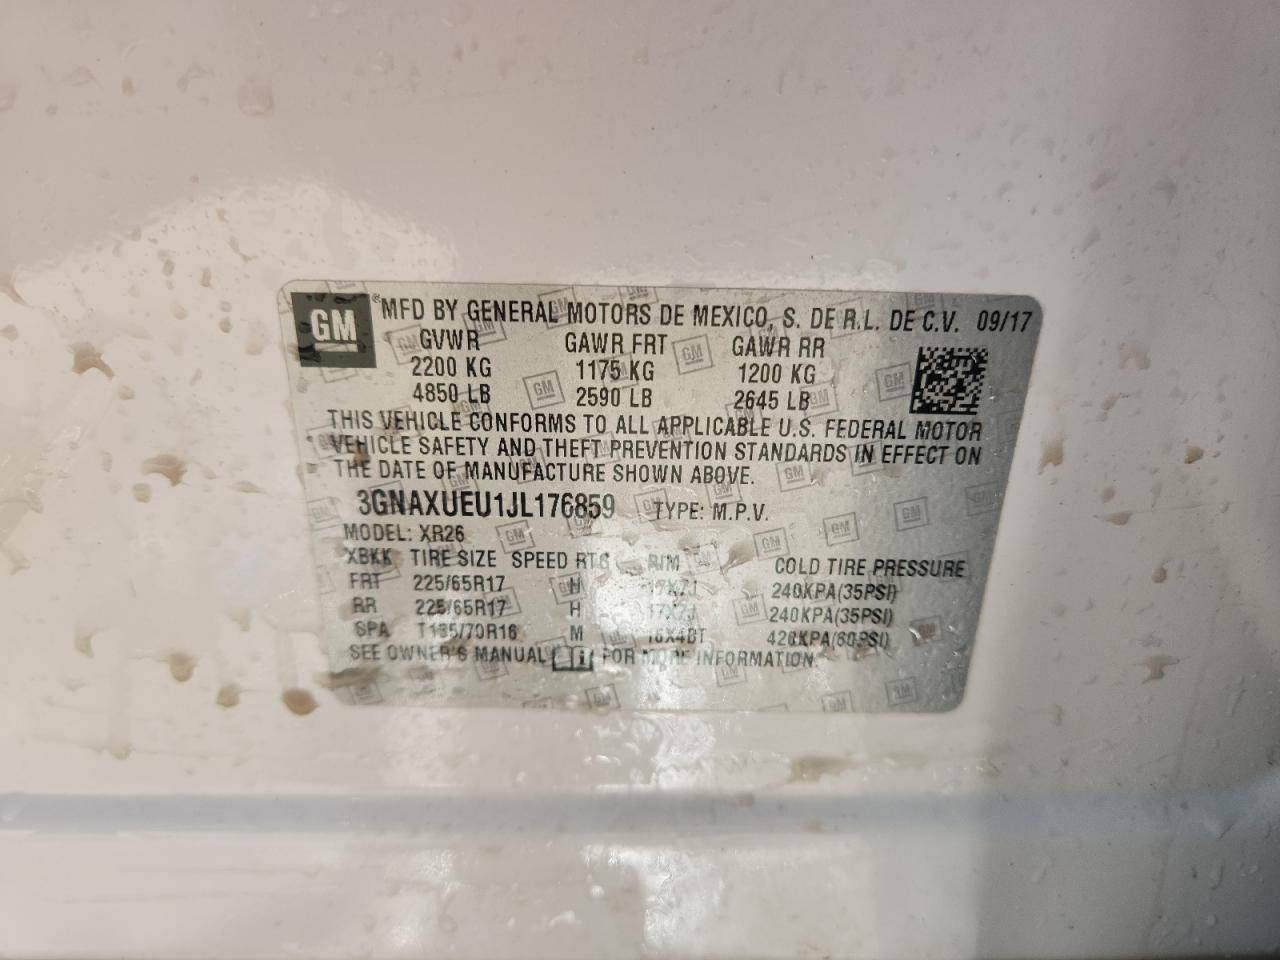 GM ® MFD BY GENERAL MOTORS DE MEXICO, S. DE R.L. DE C.V. 09/17
GVWR GAWR FRT GAWR RR
2200 KG 1175 KG 1200 KG
4850 LB 2590 LB 2645 LB
THIS VEHICLE CONFORMS TO ALL APPLICABLE U.S. FEDERAL MOTOR
VEHICLE SAFETY AND THEFT PREVENTION STANDARDS IN EFFECT ON
THE DATE OF MANUFACTURE SHOWN ABOVE.
3GNAXUEU1JL176859 TYPE: M.P.V.
MODEL: XR26
XBKK TIRE SIZE SPEED RTG RIM COLD TIRE PRESSURE
FRT 225/65R17 H 17X7J 240KPA(35PSI)
RR 225/65R17 H 17X7J 240KPA(35PSI)
SPA T135/70R16 M 16X4BT 420KPA(60PSI)
SEE OWNER'S MANUAL FOR MORE INFORMATION.